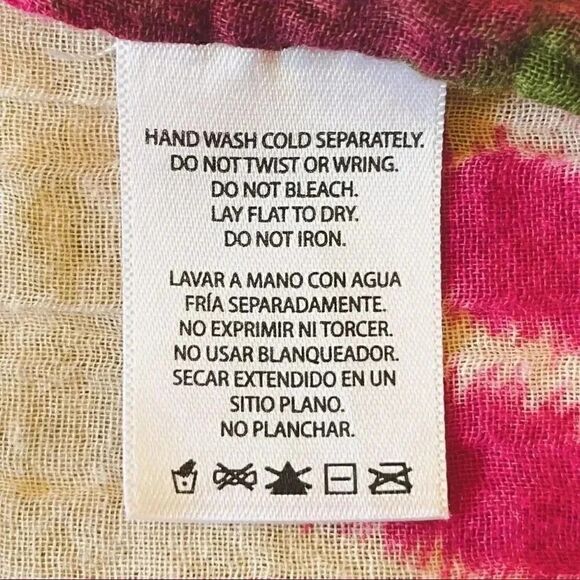 HAND WASH COLD SEPARATELY.
DO NOT TWIST OR WRING.
DO NOT BLEACH.
LAY FLAT TO DRY.
DO NOT IRON.
LAVAR A MANO CON AGUA
FRÍA SEPARADAMENTE.
NO EXPRIMIR NI TORCER.
NO USAR BLANQUEADOR.
SECAR EXTENDIDO EN UN
SITIO PLANO.
NO PLANCHAR.